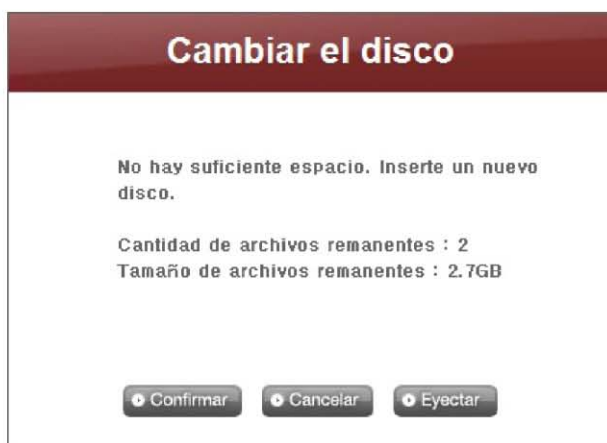 Cambiar el disco
No hay suficiente espacio. Inserte un nuevo
disco.
Cantidad de archivos remanentes : 2
Tamaño de archivos remanentes : 2.7GB
Confirmar
Cancelar
Eyectar